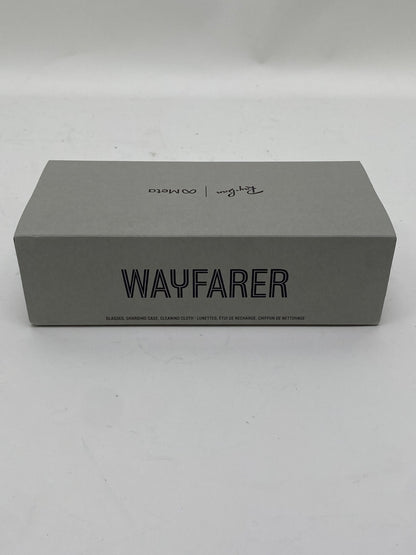 Ray-Ban | Meta
WAYFARER
GLASSES, CHARGING CASE, CLEANING CLOTH · LUNETTES, ÉTUI DE RECHARGE, CHIFFON DE NETTOYAGE